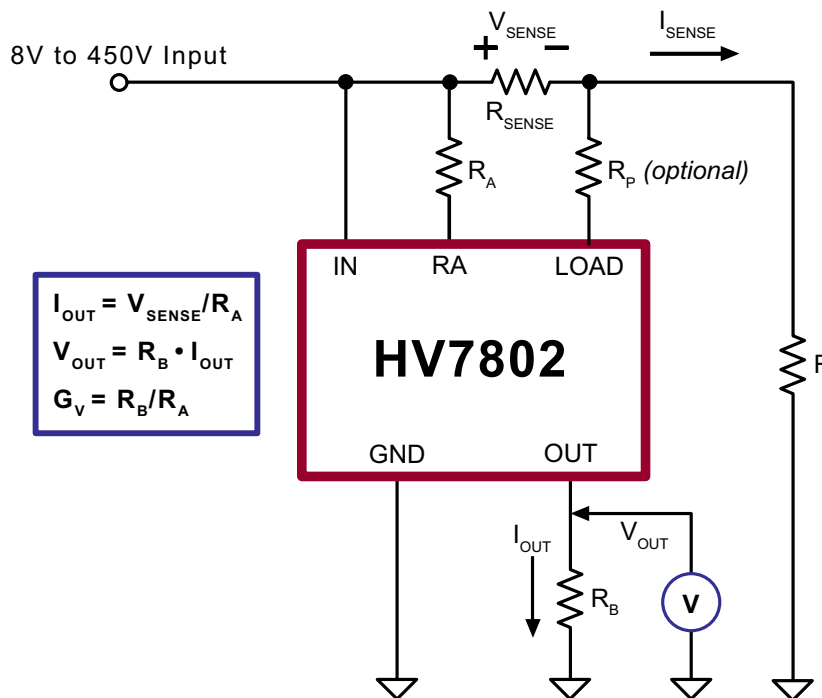 V_SENSE
+ −
I_SENSE
8V to 450V Input
R_SENSE
R_A
R_P (optional)
IN
RA
LOAD
I_OUT = V_SENSE/R_A
V_OUT = R_B • I_OUT
G_V = R_B/R_A
HV7802
GND
OUT
I_OUT
V_OUT
R_B
V